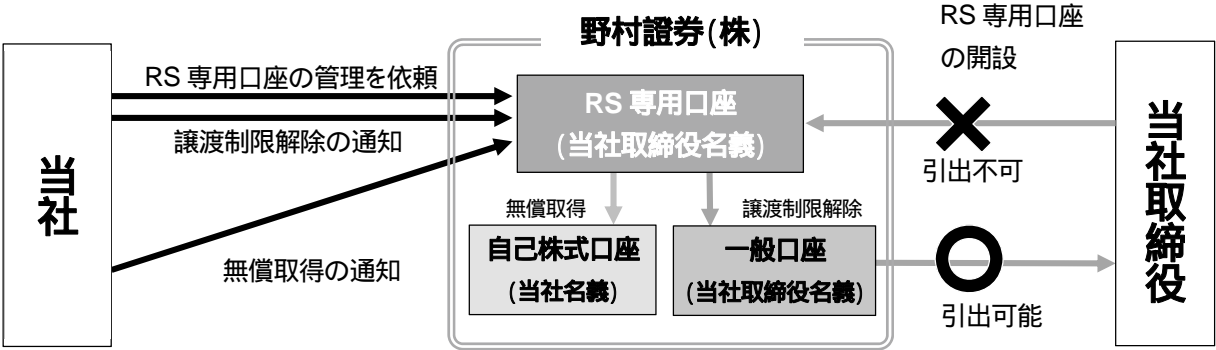 野村證券(株)
RS 専用口座
の開設
当社
RS 専用口座の管理を依頼
譲渡制限解除の通知
無償取得の通知
RS 専用口座
(当社取締役名義)
無償取得
譲渡制限解除
自己株式口座
(当社名義)
一般口座
(当社取締役名義)
引出不可
引出可能
当社取締役